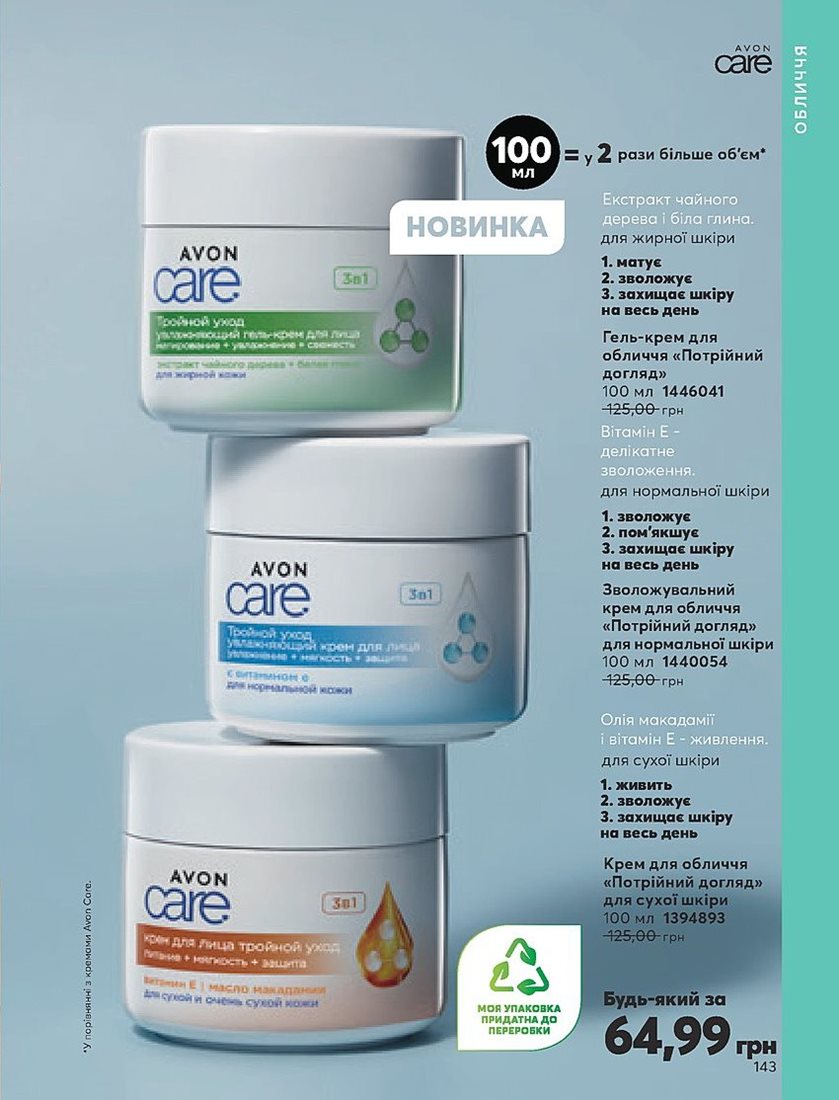 AVON
care
ОБЛИЧЧЯ
100
МЛ
= у 2 рази більше об'єм*
НОВИНКА
Екстракт чайного
дерева і біла глина.
для жирної шкіри
1. матує
2. зволожує
3. захищає шкіру
на весь день
Гель-крем для
обличчя «Потрійний
догляд»
100 мл 1446041
125,00 грн
Вітамін Е -
делікатне
зволоження.
для нормальної шкіри
1. зволожує
2. пом'якшує
3. захищає шкіру
на весь день
Зволожувальний
крем для обличчя
«Потрійний догляд»
для нормальної шкіри
100 мл 1440054
125,00 грн
Олія макадамії
і вітамін Е - живлення.
для сухої шкіри
1. живить
2. зволожує
3. захищає шкіру
на весь день
Крем для обличчя
«Потрійний догляд»
для сухої шкіри
100 мл 1394893
125,00 грн
Будь-який за
64,99 грн
143
AVON
care
3в1
Тройной уход
увлажняющий гель-крем для лица
матирование + увлажнение + свежесть
экстракт чайного дерева + белая глина
для жирной кожи
AVON
care
3в1
Тройной уход
увлажняющий крем для лица
увлажнение + мягкость + защита
с витамином е
для нормальной кожи
AVON
care
3в1
крем для лица тройной уход
питание + мягкость + защита
витамин Е | масло макадамии
для сухой и очень сухой кожи
МОЯ УПАКОВКА
ПРИДАТНА ДО
ПЕРЕРОБКИ
*У порівнянні з кремами Avon Care.